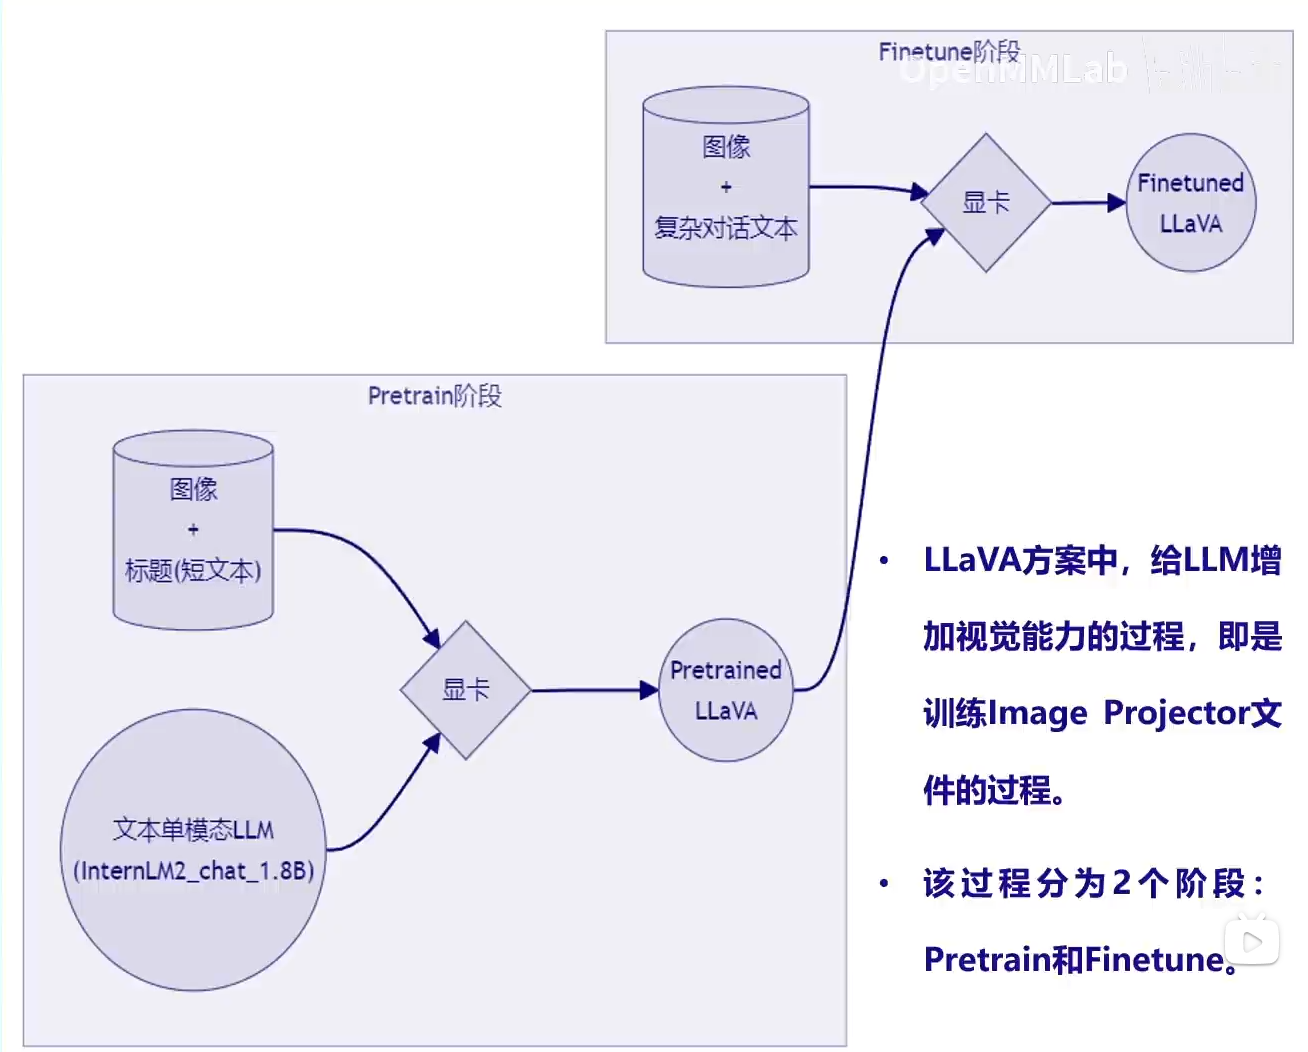 Finetune阶段
OpenMMLab
图像
+
复杂对话文本
显卡
Finetuned
LLaVA
Pretrain阶段
图像
+
标题(短文本)
显卡
Pretrained
LLaVA
文本单模态LLM
(InternLM2_chat_1.8B)
• LLaVA方案中，给LLM增
加视觉能力的过程，即是
训练Image Projector文
件的过程。
• 该过程分为2个阶段：
Pretrain和Finetune。